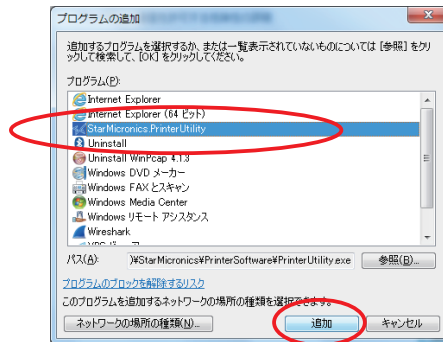 プログラムの追加
追加するプログラムを選択するか、または一覧表示されていないものについては [参照] をクリ
ックして検索して、[OK] をクリックしてください。
プログラム(P):
Internet Explorer
Internet Explorer (64 ビット)
StarMicronics.PrinterUtility
Uninstall
Uninstall WinPcap 4.1.3
Windows DVD メーカー
Windows FAX とスキャン
Windows Media Center
Windows リモート アシスタンス
Wireshark
パス(A): )¥StarMicronics¥PrinterSoftware¥PrinterUtility.exe 参照(B)...
プログラムのブロックを解除するリスク
このプログラムを追加するネットワークの場所の種類を選択できます。
ネットワークの場所の種類(N)... 追加 キャンセル